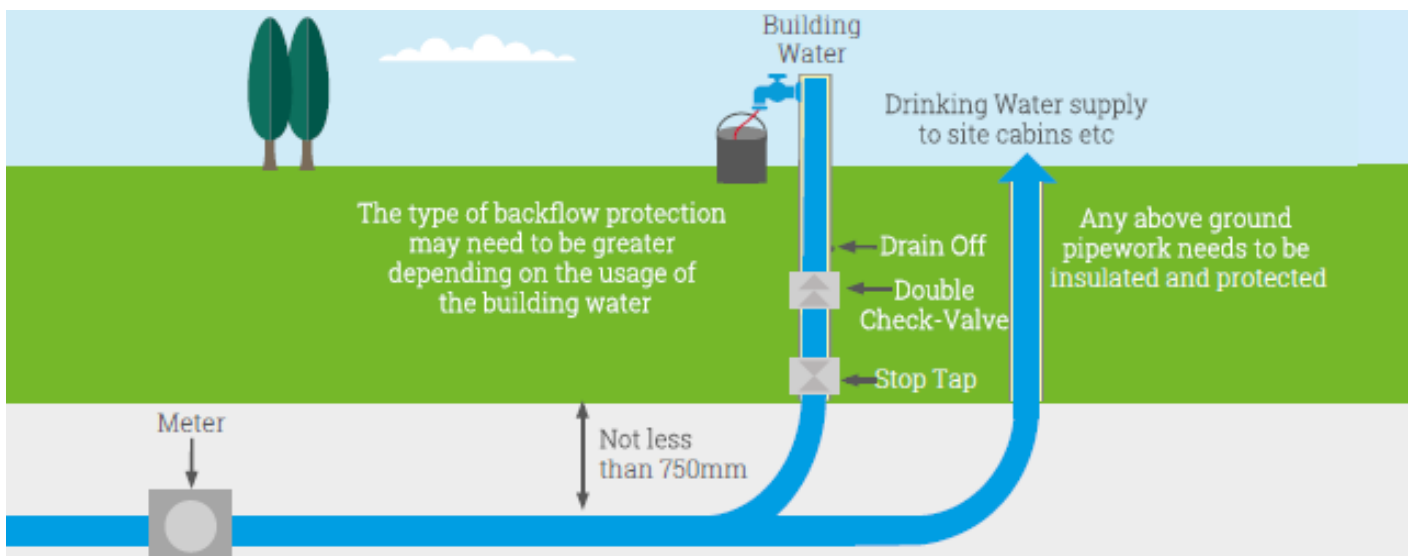 Building
Water
Drinking Water supply
to site cabins etc
The type of backflow protection
may need to be greater
depending on the usage of
the building water
Any above ground
pipework needs to be
insulated and protected
Drain Off
Double
Check-Valve
Stop Tap
Meter
Not less
than 750mm